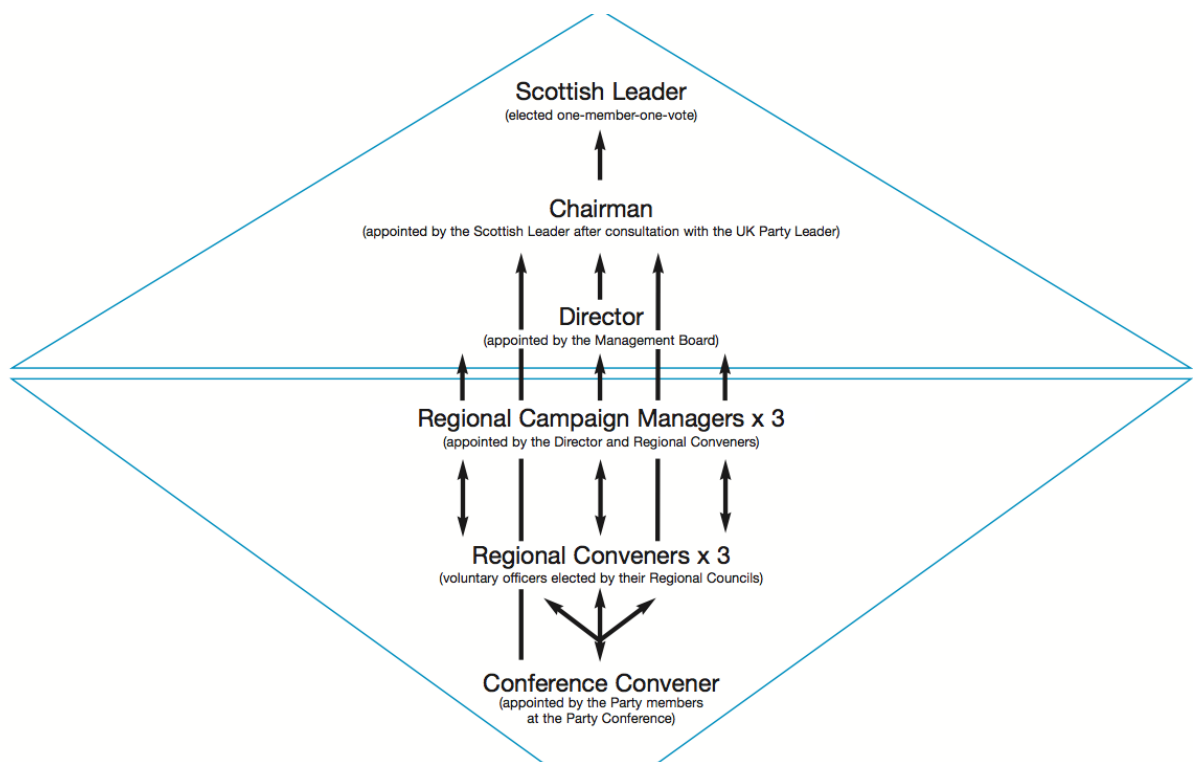 Scottish Leader
(elected one-member-one-vote)
Chairman
(appointed by the Scottish Leader after consultation with the UK Party Leader)
Director
(appointed by the Management Board)
Regional Campaign Managers x 3
(appointed by the Director and Regional Conveners)
Regional Conveners x 3
(voluntary officers elected by their Regional Councils)
Conference Convener
(appointed by the Party members
at the Party Conference)